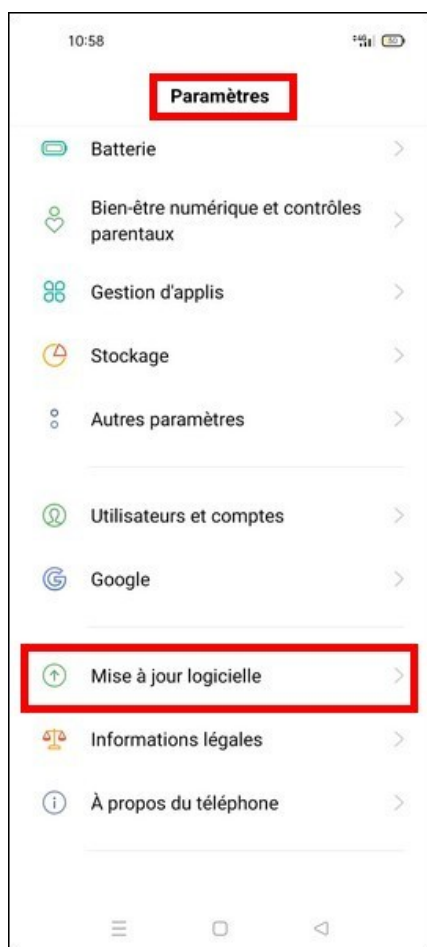 10:58
Paramètres
Batterie
Bien-être numérique et contrôles
parentaux
Gestion d'applis
Stockage
Autres paramètres
Utilisateurs et comptes
Google
Mise à jour logicielle
Informations légales
À propos du téléphone